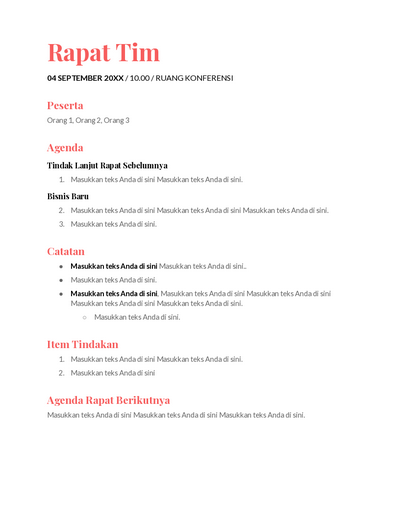 Rapat Tim
04 SEPTEMBER 20XX / 10.00 / RUANG KONFERENSI
Peserta
Orang 1, Orang 2, Orang 3
Agenda
Tindak Lanjut Rapat Sebelumnya
1. Masukkan teks Anda di sini Masukkan teks Anda di sini.
Bisnis Baru
2. Masukkan teks Anda di sini Masukkan teks Anda di sini Masukkan teks Anda di sini.
3. Masukkan teks Anda di sini.
Catatan
● Masukkan teks Anda di sini Masukkan teks Anda di sini..
● Masukkan teks Anda di sini.
● Masukkan teks Anda di sini, Masukkan teks Anda di sini Masukkan teks Anda di sini
Masukkan teks Anda di sini Masukkan teks Anda di sini.
○ Masukkan teks Anda di sini.
Item Tindakan
1. Masukkan teks Anda di sini Masukkan teks Anda di sini.
2. Masukkan teks Anda di sini
Agenda Rapat Berikutnya
Masukkan teks Anda di sini Masukkan teks Anda di sini Masukkan teks Anda di sini.